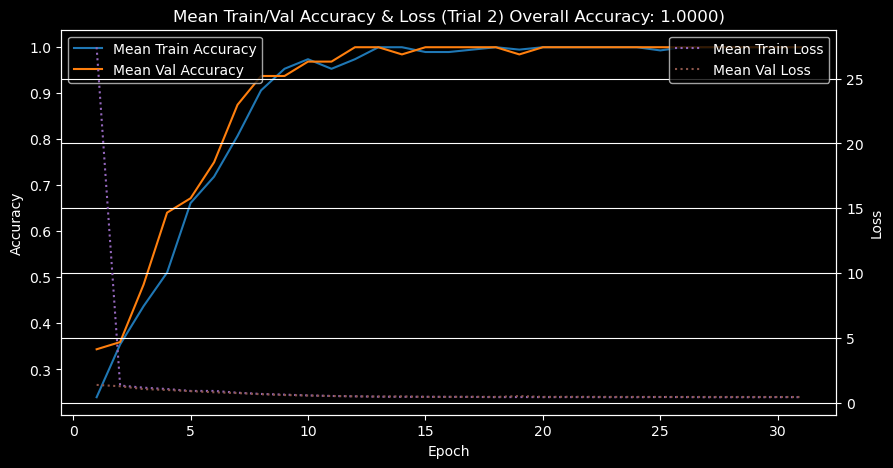 Mean Train/Val Accuracy & Loss (Trial 2) Overall Accuracy: 1.0000)
Mean Train Accuracy
Mean Val Accuracy
Mean Train Loss
Mean Val Loss
Accuracy
1.0
0.9
0.8
0.7
0.6
0.5
0.4
0.3
25
20
15
10
5
0
Loss
0 5 10 15 20 25 30
Epoch